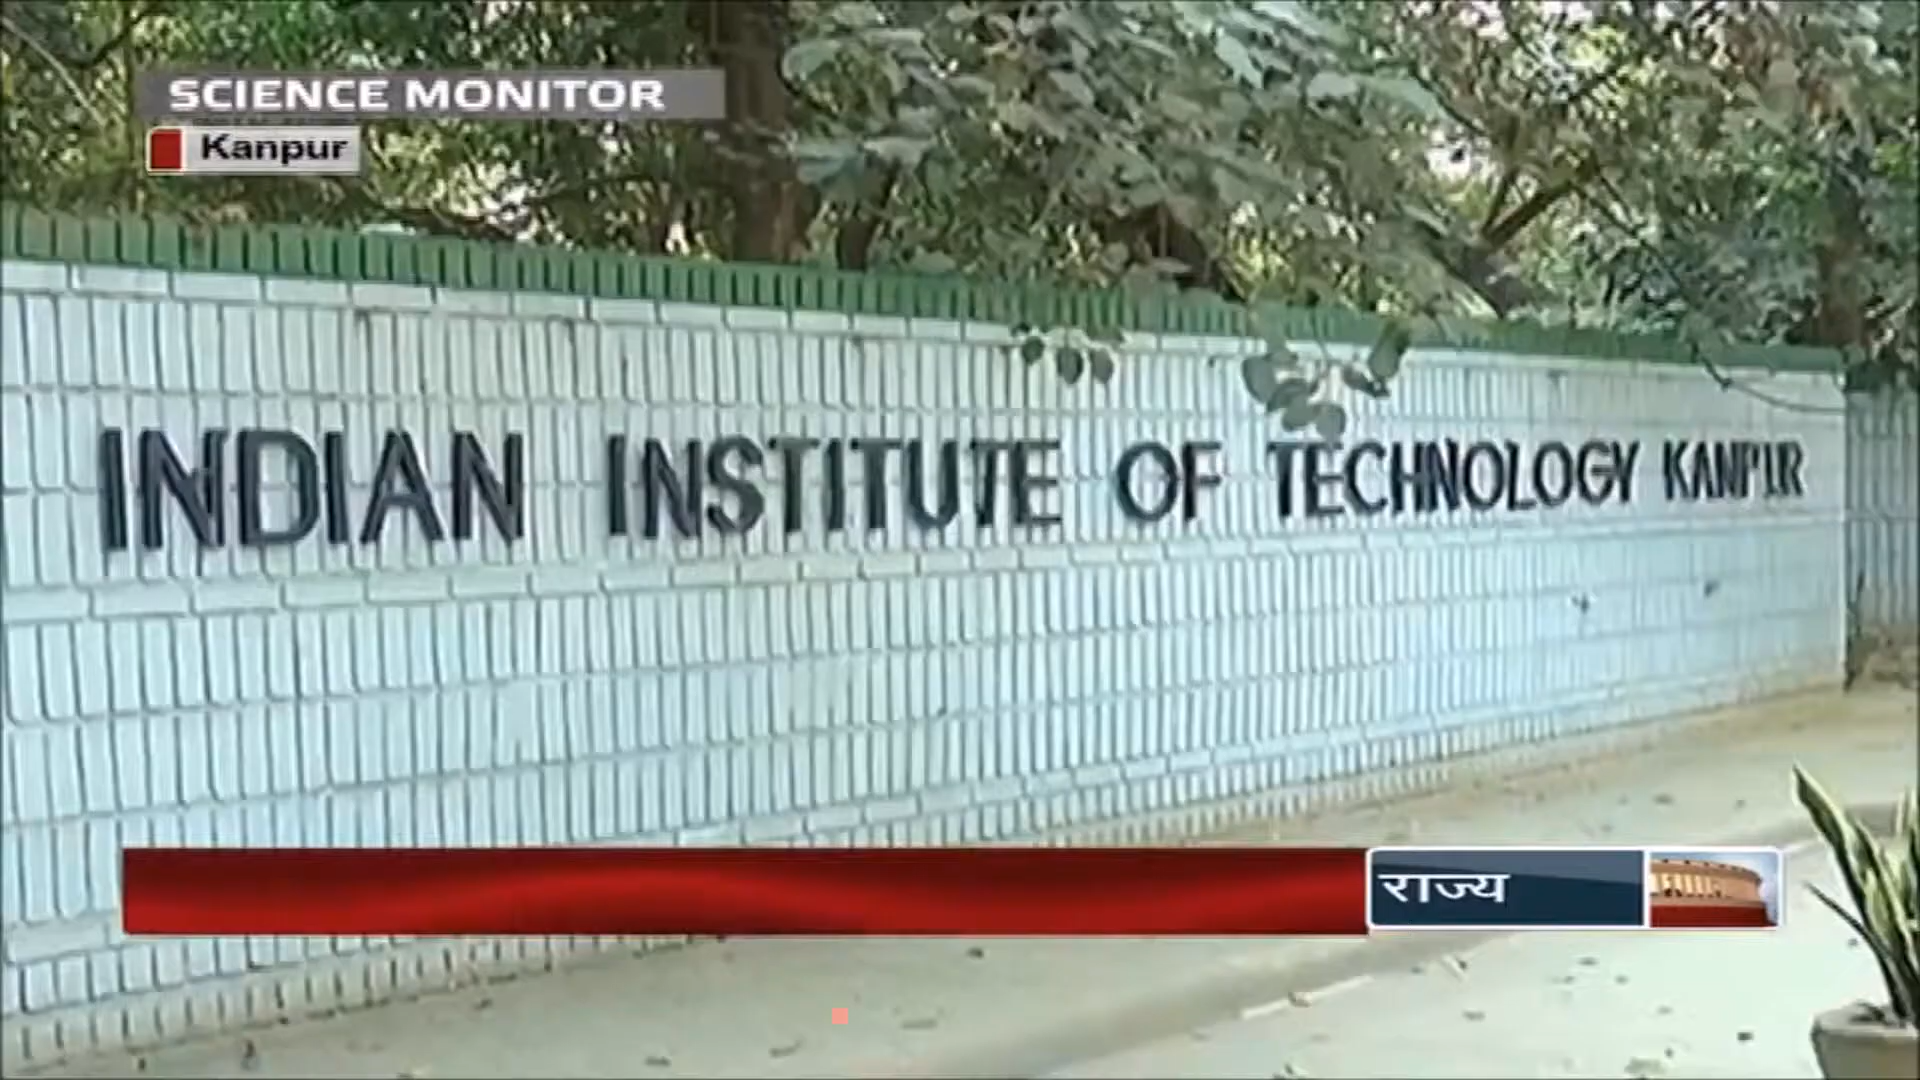 SCIENCE MONITOR
Kanpur
INDIAN INSTITUTE OF TECHNOLOGY KANPUR
राज्य